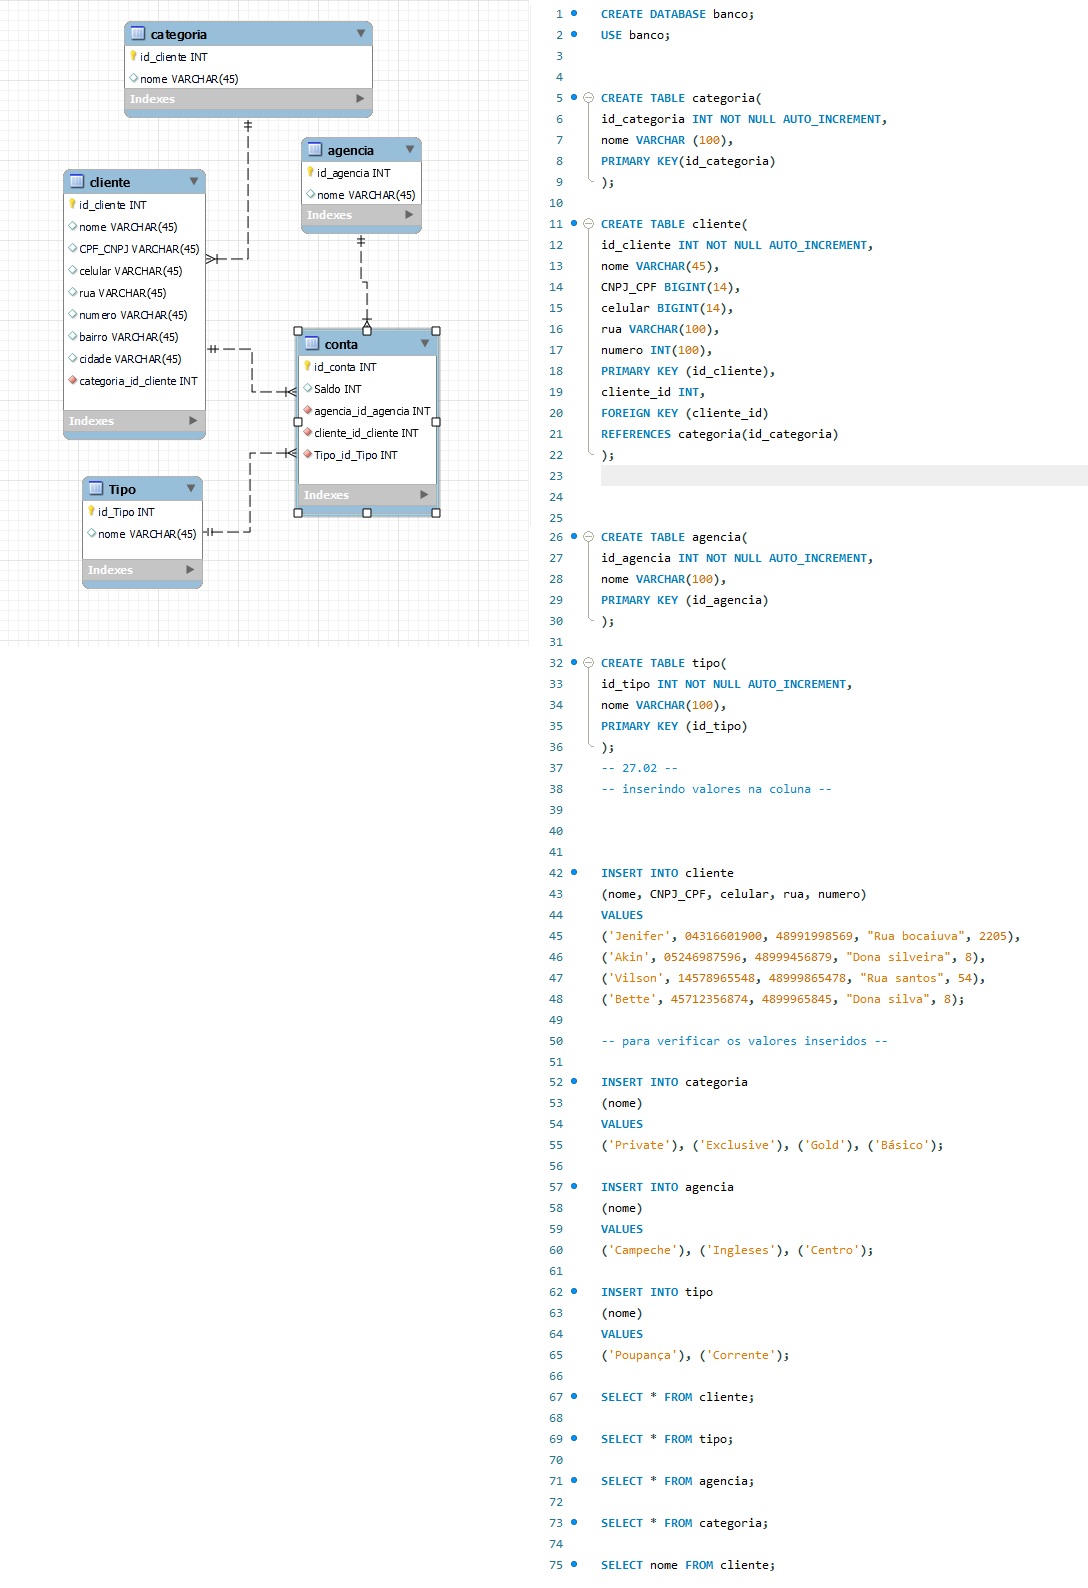 categoria
id_cliente INT
nome VARCHAR(45)
Indexes
agencia
id_agencia INT
nome VARCHAR(45)
Indexes
cliente
id_cliente INT
nome VARCHAR(45)
CPF_CNPJ VARCHAR(45)
celular VARCHAR(45)
rua VARCHAR(45)
numero VARCHAR(45)
bairro VARCHAR(45)
cidade VARCHAR(45)
categoria_id_cliente INT
Indexes
conta
id_conta INT
Saldo INT
agencia_id_agencia INT
cliente_id_cliente INT
Tipo_id_Tipo INT
Indexes
Tipo
id_Tipo INT
nome VARCHAR(45)
Indexes
1 CREATE DATABASE banco;
2 USE banco;
3
4
5 CREATE TABLE categoria(
6 id_categoria INT NOT NULL AUTO_INCREMENT,
7 nome VARCHAR (100),
8 PRIMARY KEY(id_categoria)
9 );
10
11 CREATE TABLE cliente(
12 id_cliente INT NOT NULL AUTO_INCREMENT,
13 nome VARCHAR(45),
14 CNPJ_CPF BIGINT(14),
15 celular BIGINT(14),
16 rua VARCHAR(100),
17 numero INT(100),
18 PRIMARY KEY (id_cliente),
19 cliente_id INT,
20 FOREIGN KEY (cliente_id)
21 REFERENCES categoria(id_categoria)
22 );
23
24
25
26 CREATE TABLE agencia(
27 id_agencia INT NOT NULL AUTO_INCREMENT,
28 nome VARCHAR(100),
29 PRIMARY KEY (id_agencia)
30 );
31
32 CREATE TABLE tipo(
33 id_tipo INT NOT NULL AUTO_INCREMENT,
34 nome VARCHAR(100),
35 PRIMARY KEY (id_tipo)
36 );
37 -- 27.02 --
38 -- inserindo valores na coluna --
39
40
41
42 INSERT INTO cliente
43 (nome, CNPJ_CPF, celular, rua, numero)
44 VALUES
45 ('Jenifer', 04316601900, 48991998569, "Rua bocaiuva", 2205),
46 ('Akin', 05246987596, 48999456879, "Dona silveira", 8),
47 ('Vilson', 14578965548, 48999865478, "Rua santos", 54),
48 ('Bette', 45712356874, 4899965845, "Dona silva", 8);
49
50 -- para verificar os valores inseridos --
51
52 INSERT INTO categoria
53 (nome)
54 VALUES
55 ('Private'), ('Exclusive'), ('Gold'), ('Básico');
56
57 INSERT INTO agencia
58 (nome)
59 VALUES
60 ('Campeche'), ('Ingleses'), ('Centro');
61
62 INSERT INTO tipo
63 (nome)
64 VALUES
65 ('Poupança'), ('Corrente');
66
67 SELECT * FROM cliente;
68
69 SELECT * FROM tipo;
70
71 SELECT * FROM agencia;
72
73 SELECT * FROM categoria;
74
75 SELECT nome FROM cliente;